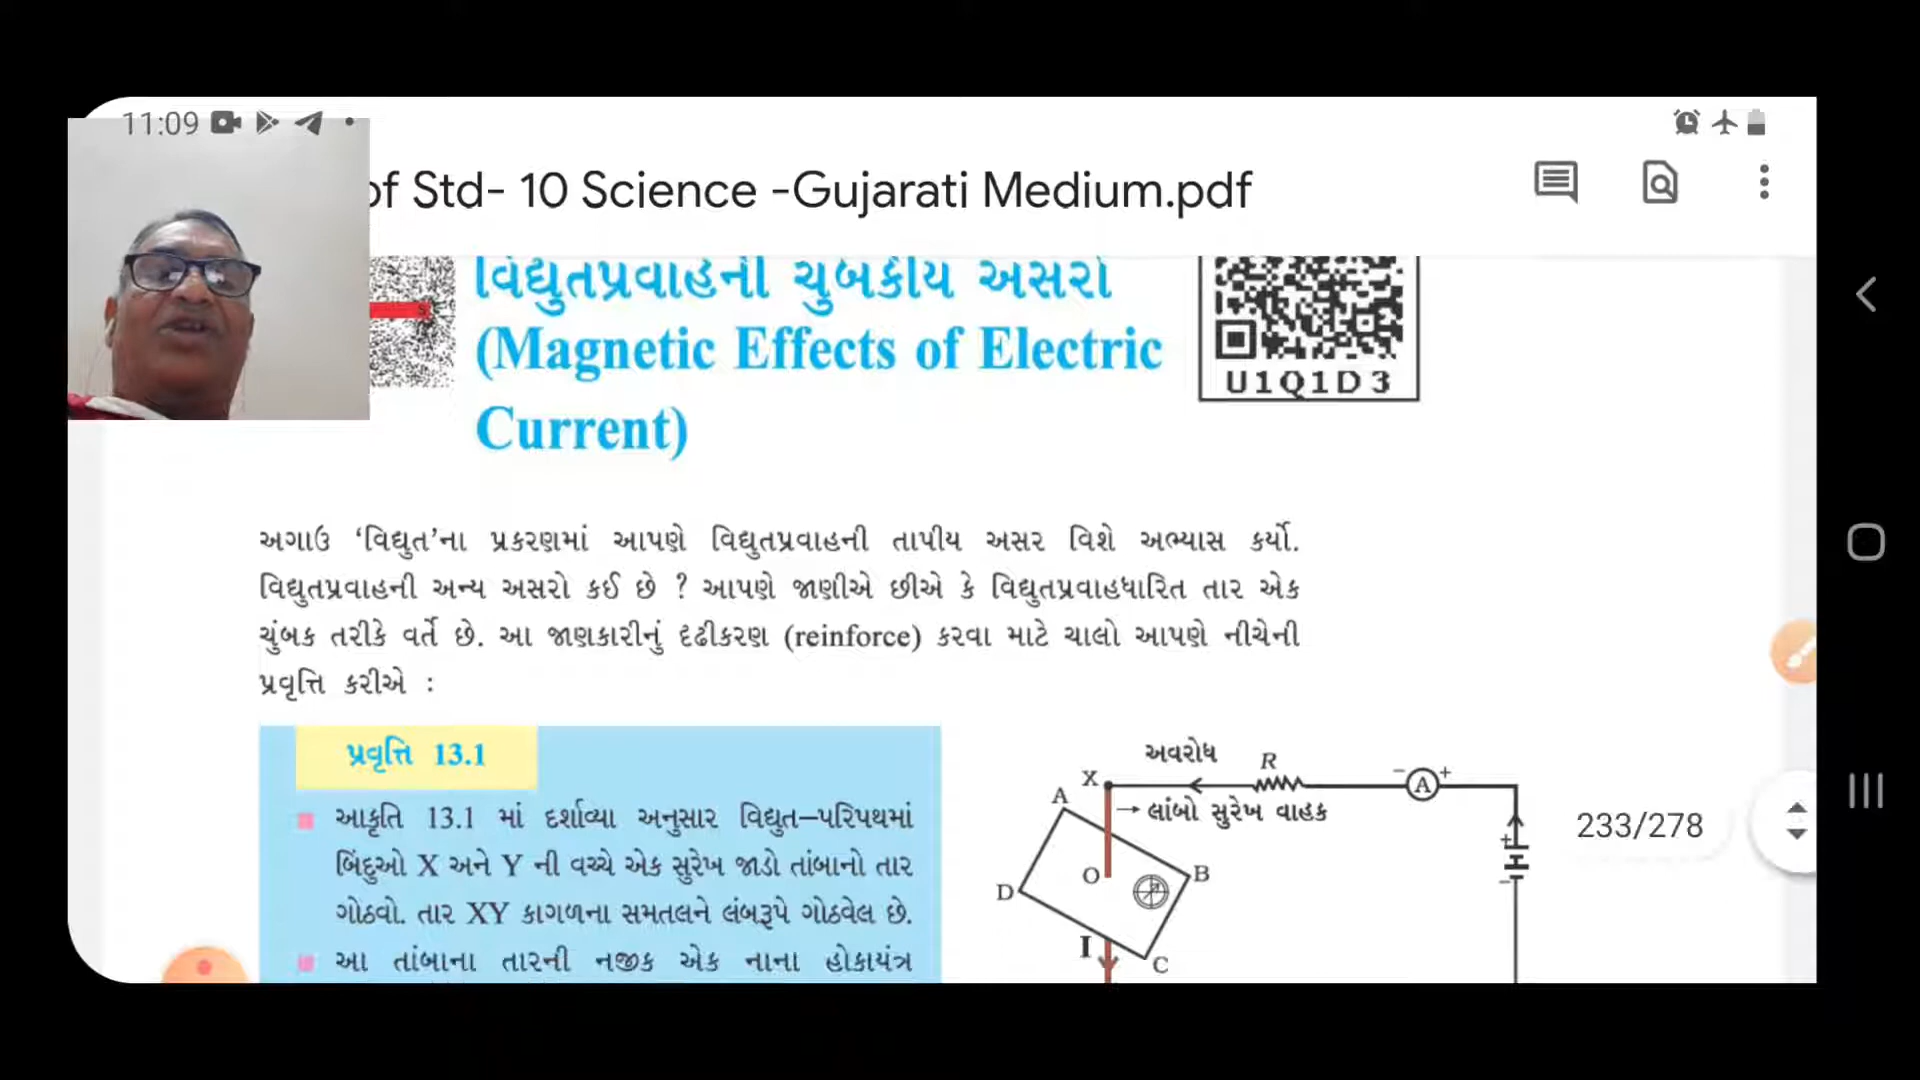 11:09
of Std- 10 Science -Gujarati Medium.pdf
વિદ્યુતપ્રવાહની ચુંબકીય અસરો
(Magnetic Effects of Electric
Current)
U1Q1D3
અગાઉ ‘વિદ્યુત’ના પ્રકરણમાં આપણે વિદ્યુતપ્રવાહની તાપીય અસર વિશે અભ્યાસ કર્યો.
વિદ્યુતપ્રવાહની અન્ય અસરો કઈ છે ? આપણે જાણીએ છીએ કે વિદ્યુતપ્રવાહધારિત તાર એક
ચુંબક તરીકે વર્તે છે. આ જાણકારીનું દૃઢીકરણ (reinforce) કરવા માટે ચાલો આપણે નીચેની
પ્રવૃત્તિ કરીએ :
પ્રવૃત્તિ 13.1
આકૃતિ 13.1 માં દર્શાવ્યા અનુસાર વિદ્યુત–પરિપથમાં
બિંદુઓ X અને Y ની વચ્ચે એક સુરેખ જાડો તાંબાનો તાર
ગોઠવો. તાર XY કાગળના સમતલને લંબરૂપે ગોઠવેલ છે.
આ તાંબાના તારની નજીક એક નાના હોકાયંત્ર
અવરોધ
R
X
– A +
A
→ લાંબો સુરેખ વાહક
O
B
D
I
C
+
–
233/278